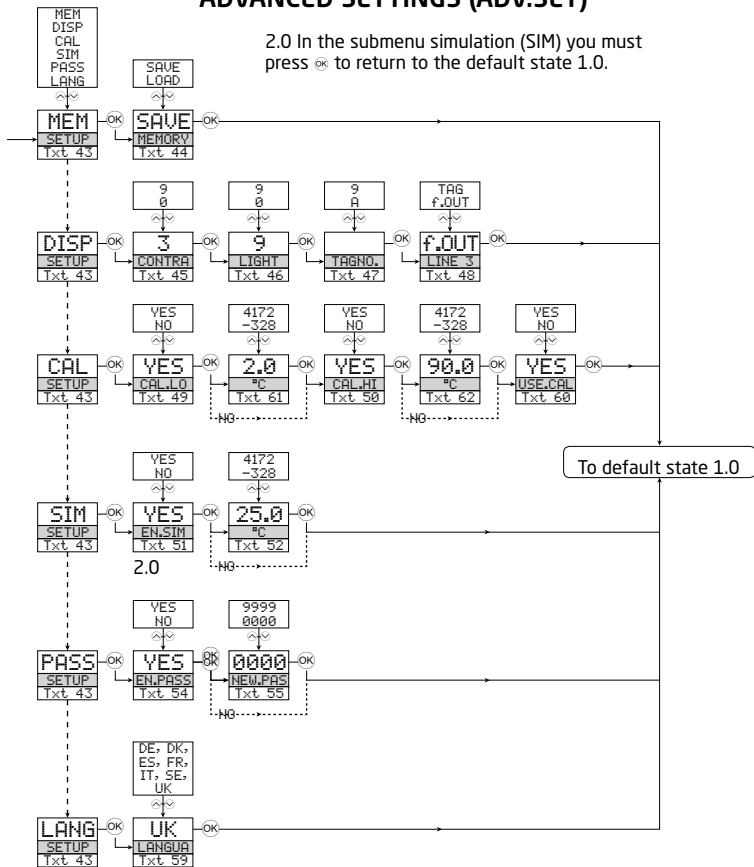 ADVANCED SETTINGS (ADV.SET)
2.0 In the submenu simulation (SIM) you must
press OK to return to the default state 1.0.
MEM
DISP
CAL
SIM
PASS
LANG
SAVE
LOAD
MEM OK SAVE OK
SETUP MEMORY
Txt 43 Txt 44
9 9 9 TAG
0 0 A f.OUT
DISP OK 3 OK 9 OK OK f.OUT OK
SETUP CONTRA LIGHT TAGNO. LINE 3
Txt 43 Txt 45 Txt 46 Txt 47 Txt 48
YES 4172 YES 4172 YES
NO -328 NO -328 NO
CAL OK YES OK 2.0 OK YES OK 90.0 OK YES OK
SETUP CAL.LO °C CAL.HI °C USE.CAL
Txt 43 Txt 49 Txt 61 Txt 50 Txt 62 Txt 60
NO NO
To default state 1.0
YES 4172
NO -328
SIM OK YES OK 25.0 OK
SETUP EN.SIM °C
Txt 43 Txt 51 Txt 52
2.0 NO
YES 9999
NO 0000
PASS OK YES OK OK 0000 OK
SETUP EN.PASS NEW.PAS
Txt 43 Txt 54 Txt 55
NO
DE, DK,
ES, FR,
IT, SE,
UK
LANG OK UK OK
SETUP LANGUA
Txt 43 Txt 59